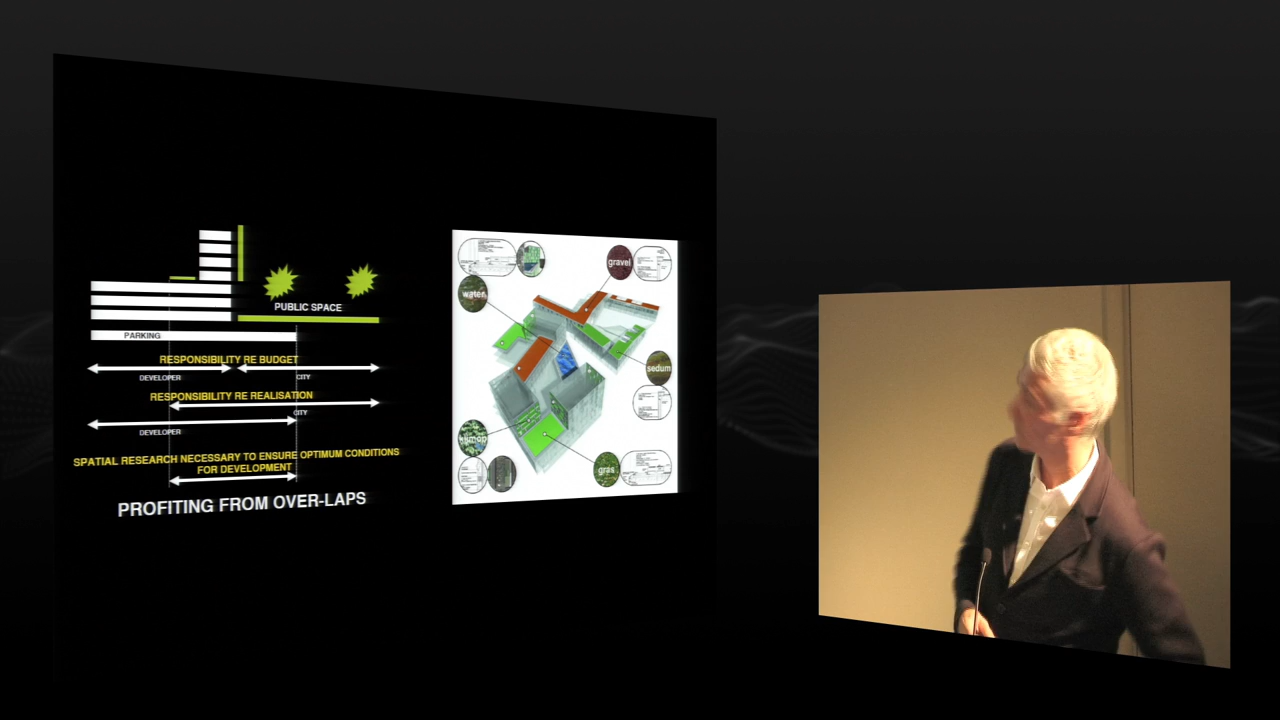 PUBLIC SPACE
PARKING
RESPONSIBILITY RE BUDGET
DEVELOPER
CITY
RESPONSIBILITY RE REALISATION
CITY
DEVELOPER
SPATIAL RESEARCH NECESSARY TO ENSURE OPTIMUM CONDITIONS
FOR DEVELOPMENT
PROFITING FROM OVER-LAPS
gravel
water
sedum
klimop
gras